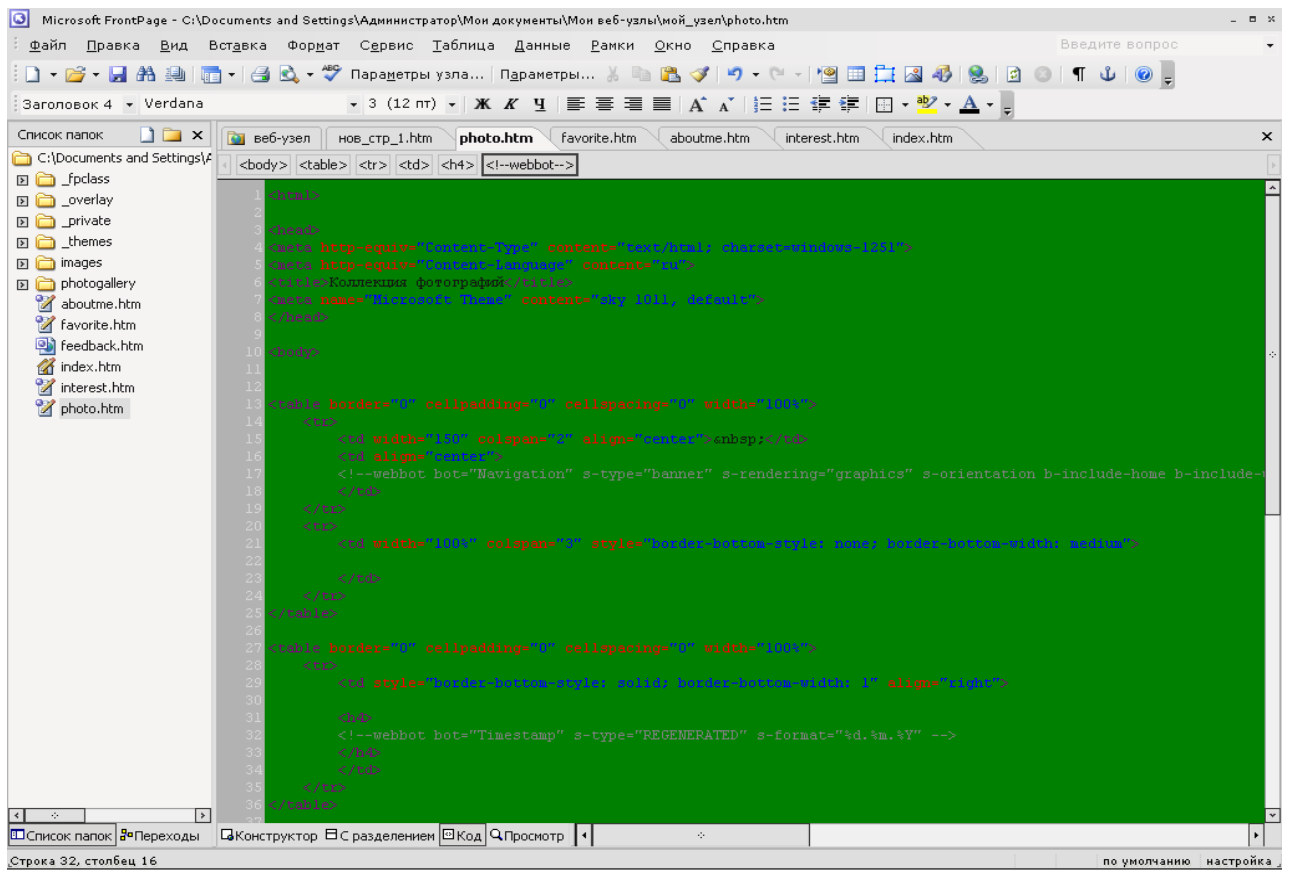 Microsoft FrontPage - C:\Documents and Settings\Администратор\Мои документы\Мои веб-узлы\мой_узел\photo.htm
Файл Правка Вид Вставка Формат Сервис Таблица Данные Рамки Окно Справка Введите вопрос
Параметры узла... Параметры...
Заголовок 4 Verdana 3 (12 пт) Ж К Ч
Список папок веб-узел нов_стр_1.htm photo.htm favorite.htm aboutme.htm interest.htm index.htm
<body> <table> <tr> <td> <h4> <!--webbot-->
C:\Documents and Settings\А
_fpclass
_overlay
_private
_themes
images
photogallery
aboutme.htm
favorite.htm
feedback.htm
index.htm
interest.htm
photo.htm
1 <html>
2
3 <head>
4 <meta http-equiv="Content-Type" content="text/html; charset=windows-1251">
5 <meta http-equiv="Content-Language" content="ru">
6 <title>Коллекция фотографий</title>
7 <meta name="Microsoft Theme" content="sky 1011, default">
8 </head>
9
10 <body>
11
12
13 <table border="0" cellpadding="0" cellspacing="0" width="100%">
14 <tr>
15 <td width="150" colspan="2" align="center">&nbsp;</td>
16 <td align="center">
17 <!--webbot bot="Navigation" s-type="banner" s-rendering="graphics" s-orientation b-include-home b-include-
18 </td>
19 </tr>
20 <tr>
21 <td width="100%" colspan="3" style="border-bottom-style: none; border-bottom-width: medium">
22
23 </td>
24 </tr>
25 </table>
26
27 <table border="0" cellpadding="0" cellspacing="0" width="100%">
28 <tr>
29 <td style="border-bottom-style: solid; border-bottom-width: 1" align="right">
30
31 <h4>
32 <!--webbot bot="Timestamp" s-type="REGENERATED" s-format="%d.%m.%Y" -->
33 </h4>
34 </td>
35 </tr>
36 </table>
37
Список папок Переходы Конструктор С разделением Код Просмотр
Строка 32, столбец 16 по умолчанию настройка